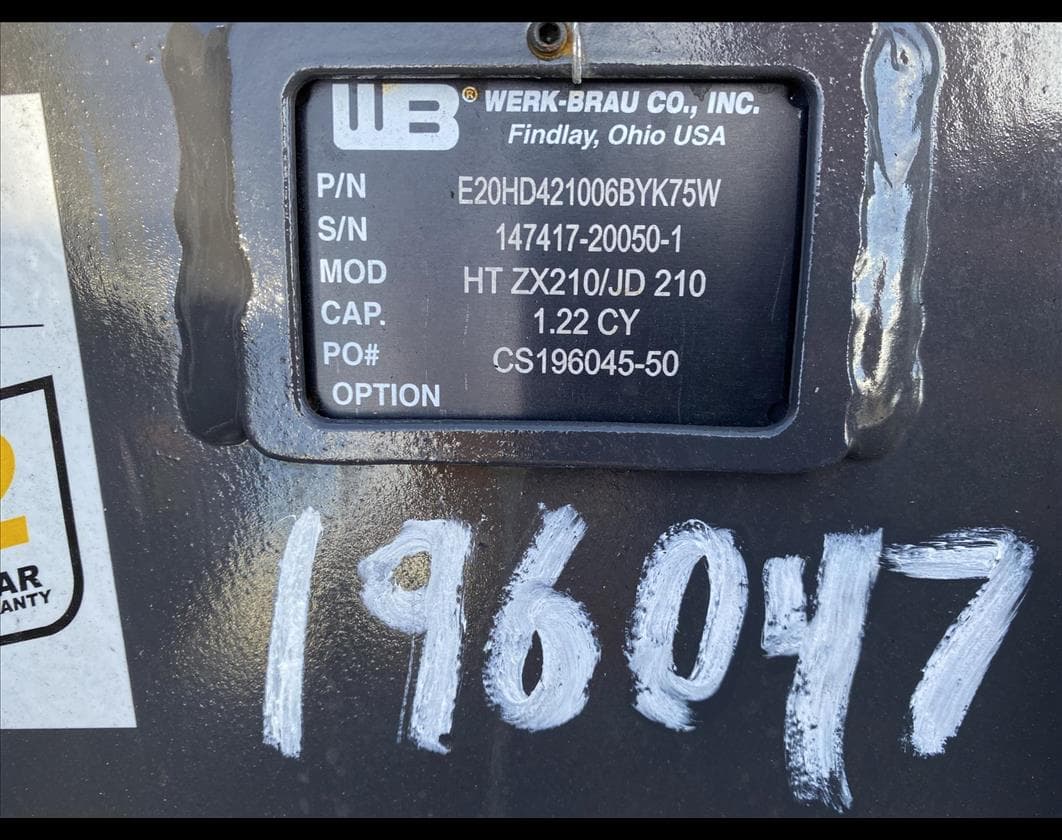 WB® WERK-BRAU CO., INC.
Findlay, Ohio USA
P/N E20HD421006BYK75W
S/N 147417-20050-1
MOD HT ZX210/JD 210
CAP. 1.22 CY
PO# CS196045-50
OPTION
196047
2
AR
ANTY